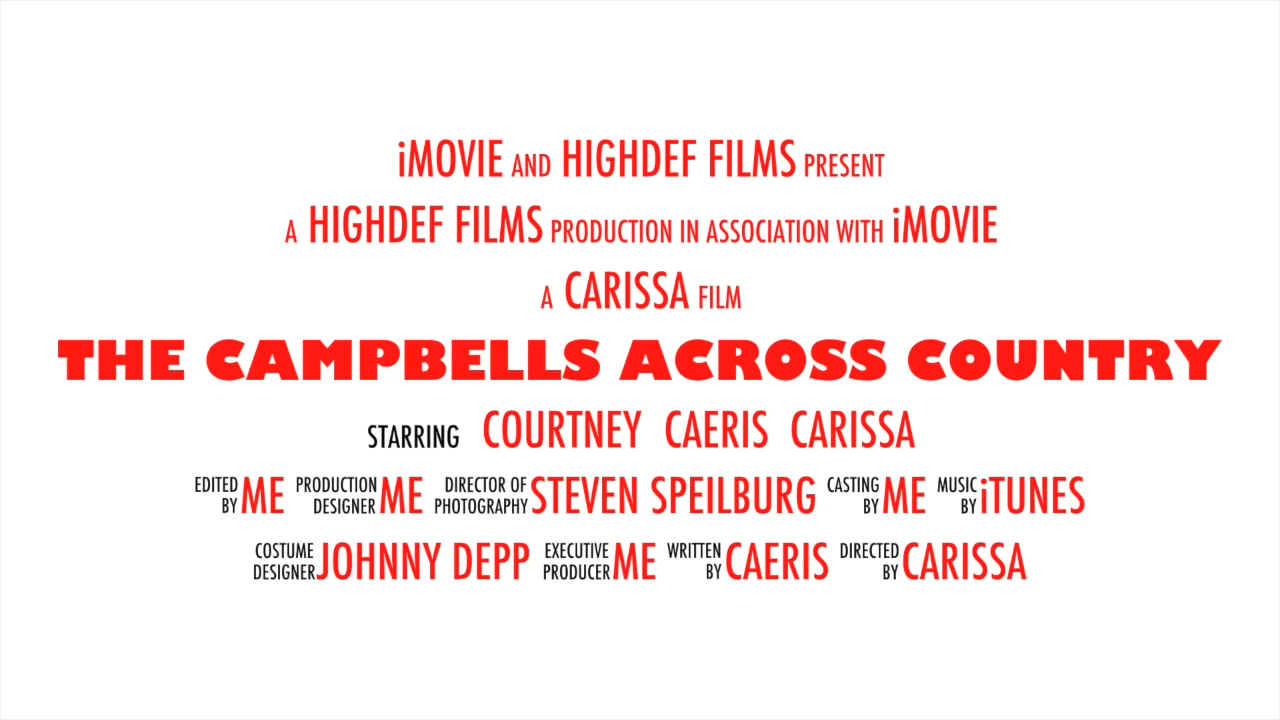 iMOVIE AND HIGHDEF FILMS PRESENT
A HIGHDEF FILMS PRODUCTION IN ASSOCIATION WITH iMOVIE
A CARISSA FILM
THE CAMPBELLS ACROSS COUNTRY
STARRING COURTNEY CAERIS CARISSA
EDITED BY ME PRODUCTION DESIGNER ME DIRECTOR OF PHOTOGRAPHY STEVEN SPEILBURG CASTING BY ME MUSIC BY iTUNES
COSTUME DESIGNER JOHNNY DEPP EXECUTIVE PRODUCER ME WRITTEN BY CAERIS DIRECTED BY CARISSA